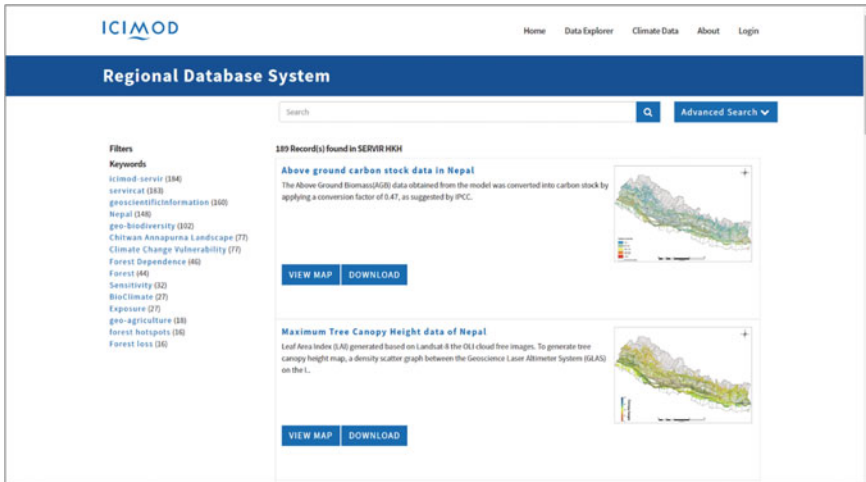 ICIMOD
Home Data Explorer Climate Data About Login
Regional Database System
Search
Advanced Search
Filters
Keywords
icimod-servir (184)
servircat (163)
geoscientificInformation (160)
Nepal (148)
geo-biodiversity (102)
Chitwan Annapurna Landscape (77)
Climate Change Vulnerability (77)
Forest Dependence (46)
Forest (44)
Sensitivity (32)
BioClimate (27)
Exposure (27)
geo-agriculture (18)
forest hotspots (16)
Forest loss (16)
189 Record(s) found in SERVIR HKH
Above ground carbon stock data in Nepal
The Above Ground Biomass(AGB) data obtained from the model was converted into carbon stock by
applying a conversion factor of 0.47, as suggested by IPCC.
VIEW MAP DOWNLOAD
Maximum Tree Canopy Height data of Nepal
Leaf Area Index (LAI) generated based on Landsat-8 the OLI cloud free images. To generate tree
canopy height map, a density scatter graph between the Geoscience Laser Altimeter System (GLAS)
on the I..
VIEW MAP DOWNLOAD